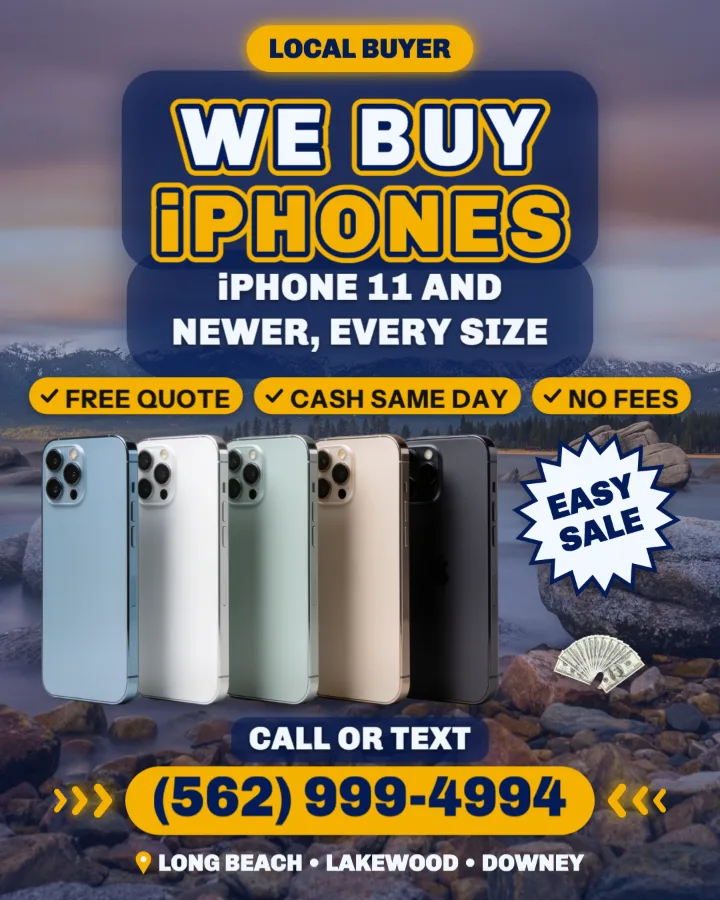 LOCAL BUYER
WE BUY
iPHONES
iPHONE 11 AND
NEWER, EVERY SIZE
✓ FREE QUOTE ✓ CASH SAME DAY ✓ NO FEES
EASY
SALE
CALL OR TEXT
(562) 999-4994
LONG BEACH • LAKEWOOD • DOWNEY